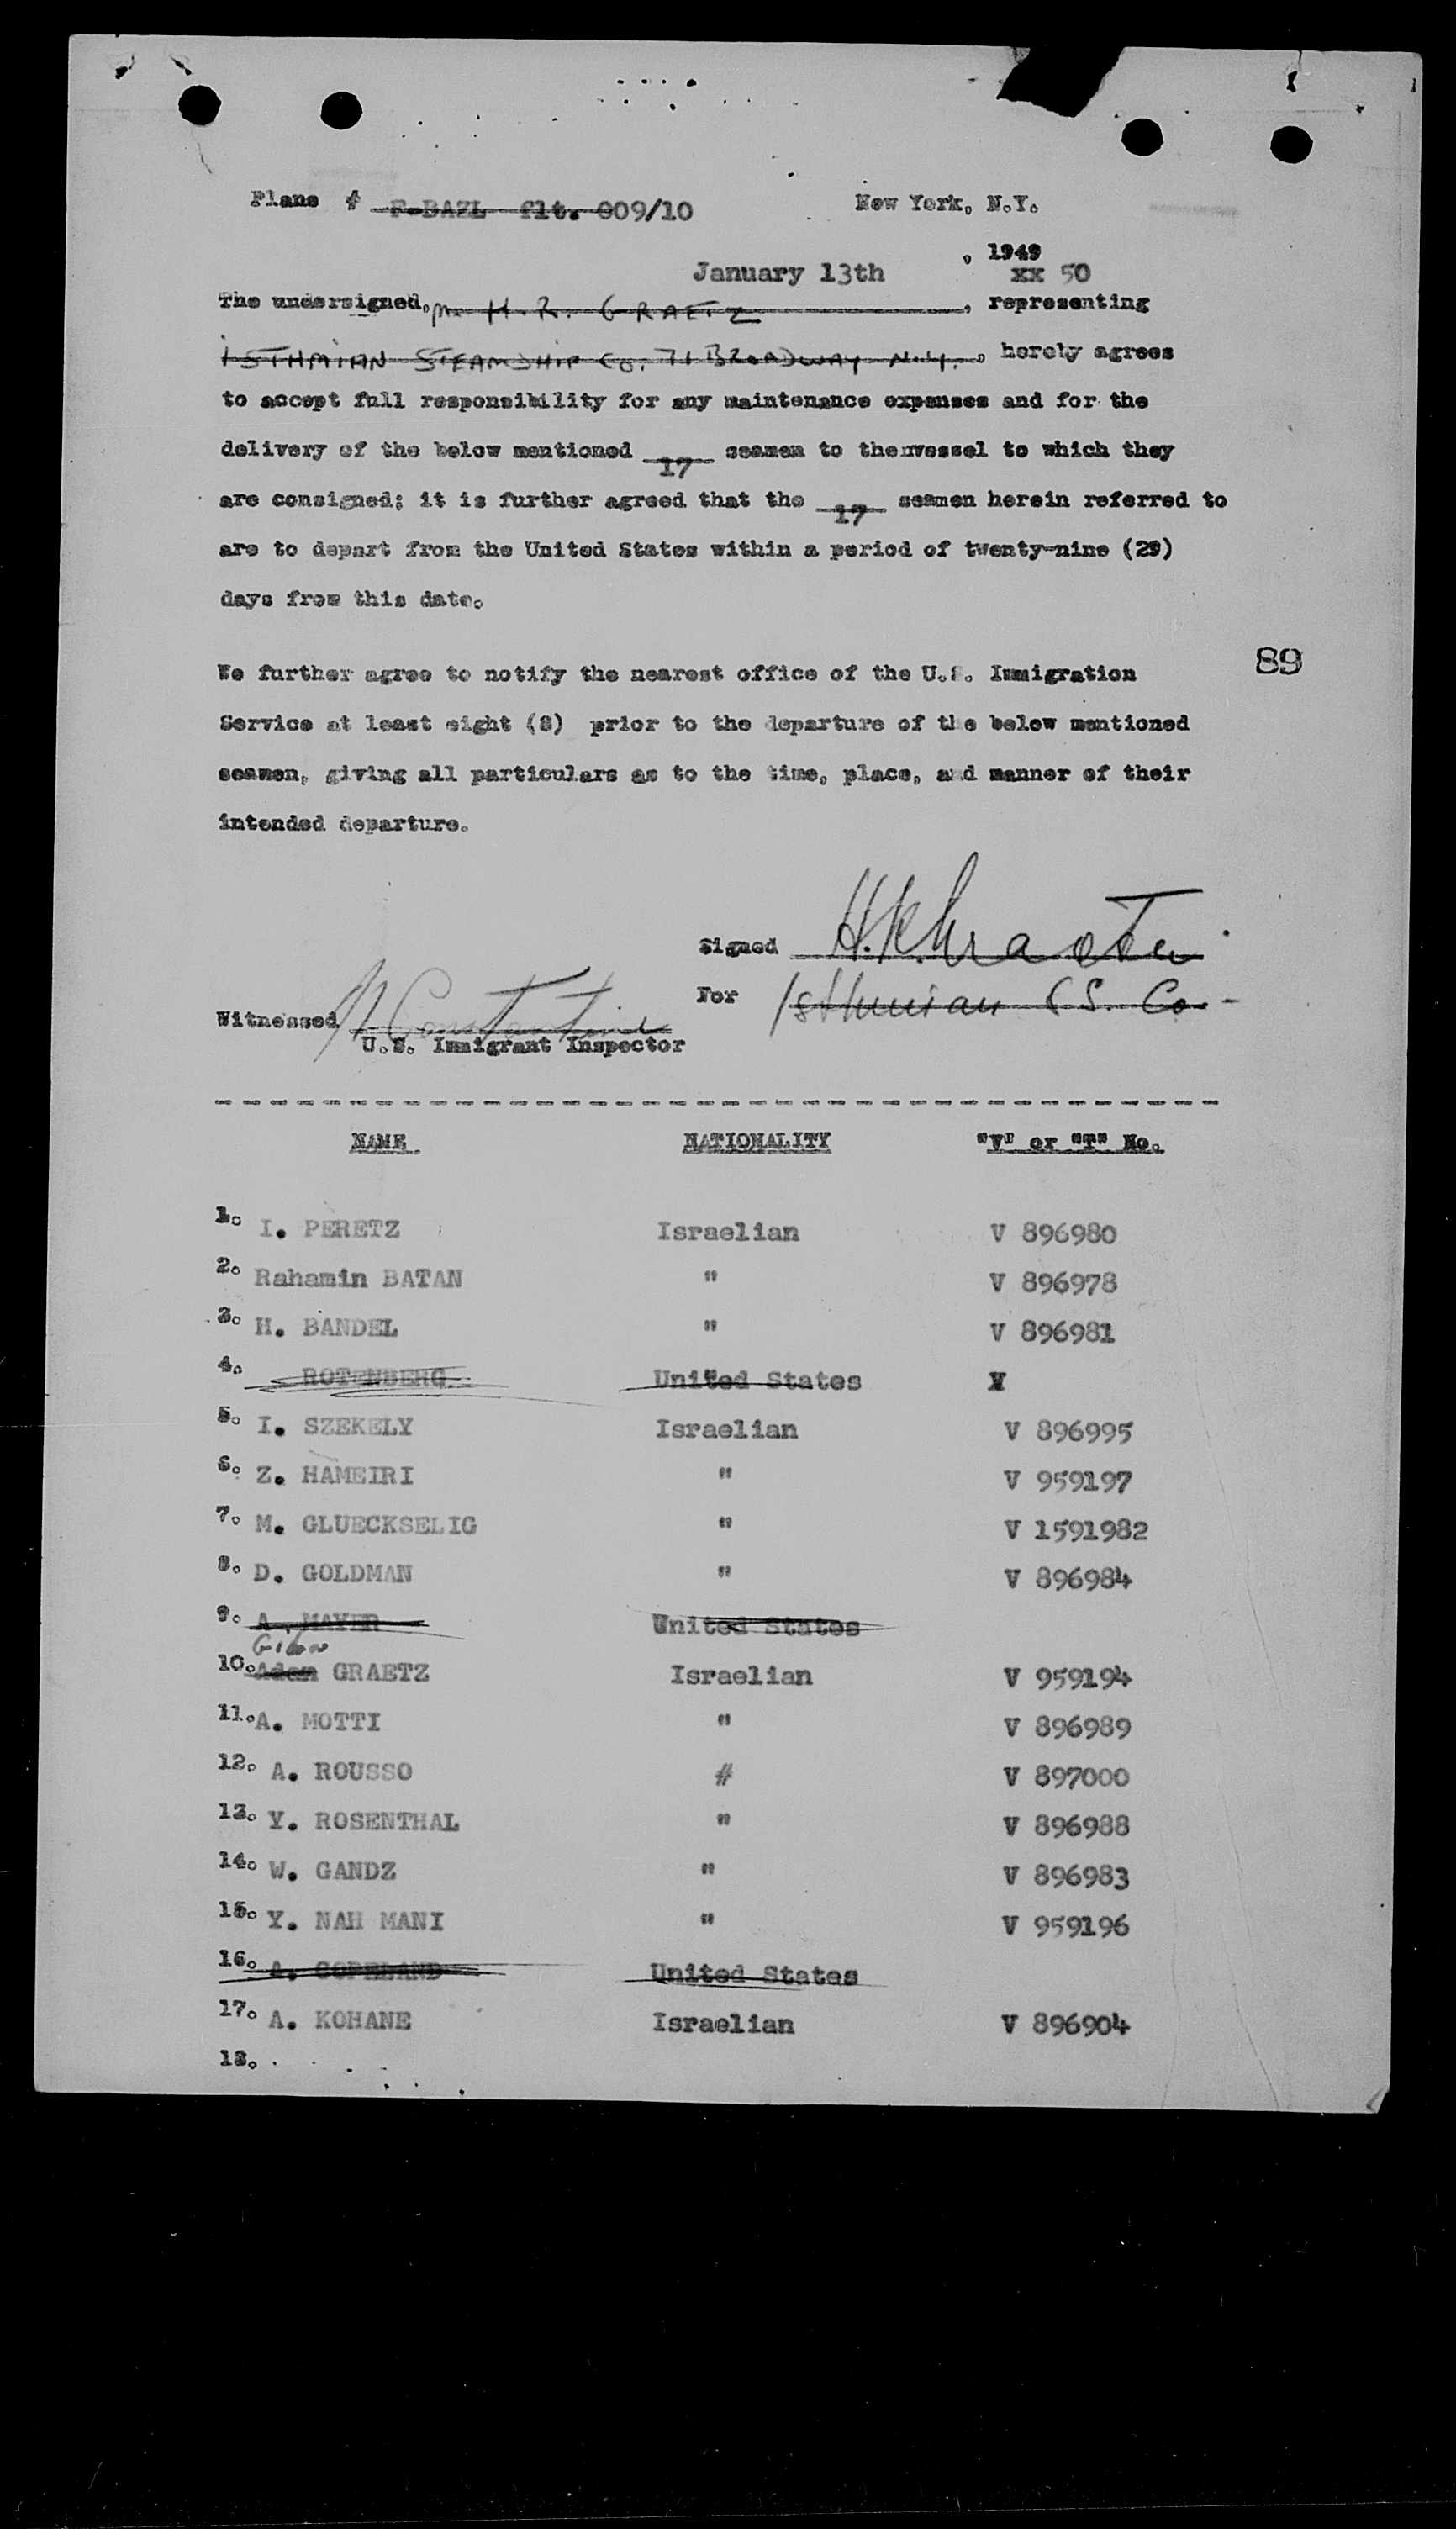 Plane # F-BAZL flt. 009/10 New York, N.Y.
, 1949
January 13th xx 50
The undersigned, Mr H. R. GRAETZ, representing
ISTHMIAN STEAMSHIP Co. 71 BROADWAY N.Y., hereby agrees
to accept full responsibility for any maintenance expenses and for the
delivery of the below mentioned 17 seamen to thenvessel to which they
are consigned; it is further agreed that the 17 seamen herein referred to
are to depart from the United States within a period of twenty-nine (29)
days from this date.
We further agree to notify the nearest office of the U.S. Immigration
89
Service at least eight (8) prior to the departure of the below mentioned
seamen, giving all particulars as to the time, place, and manner of their
intended departure.
Signed
For Isthmian S.S. Co-
Witnessed N Constantine
U.S. Immigrant Inspector
NAME NATIONALITY "V" or "T" No.
1. I. PERETZ Israelian V 896980
2. Rahamin BATAN " V 896978
3. H. BANDEL " V 896981
4. ROTENBERG United States V
5. I. SZEKELY Israelian V 896995
6. Z. HAMEIRI " V 959197
7. M. GLUECKSELIG " V 1591982
8. D. GOLDMAN " V 896984
9. A. MAYER United States
10. Adam GRAETZ Israelian V 959194
11. A. MOTTI " V 896989
12. A. ROUSSO # V 897000
13. Y. ROSENTHAL " V 896988
14. W. GANDZ " V 896983
15. Y. NAH MANI " V 959196
16. A. COPELAND United States
17. A. KOHANE Israelian V 896904
18.